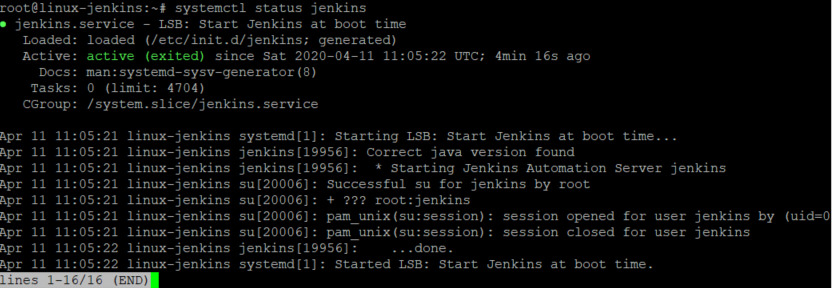 root@linux-jenkins:~# systemctl status jenkins
● jenkins.service - LSB: Start Jenkins at boot time
   Loaded: loaded (/etc/init.d/jenkins; generated)
   Active: active (exited) since Sat 2020-04-11 11:05:22 UTC; 4min 16s ago
     Docs: man:systemd-sysv-generator(8)
    Tasks: 0 (limit: 4704)
   CGroup: /system.slice/jenkins.service

Apr 11 11:05:21 linux-jenkins systemd[1]: Starting LSB: Start Jenkins at boot time...
Apr 11 11:05:21 linux-jenkins jenkins[19956]: Correct java version found
Apr 11 11:05:21 linux-jenkins jenkins[19956]:  * Starting Jenkins Automation Server jenkins
Apr 11 11:05:21 linux-jenkins su[20006]: Successful su for jenkins by root
Apr 11 11:05:21 linux-jenkins su[20006]: + ??? root:jenkins
Apr 11 11:05:21 linux-jenkins su[20006]: pam_unix(su:session): session opened for user jenkins by (uid=0
Apr 11 11:05:21 linux-jenkins su[20006]: pam_unix(su:session): session closed for user jenkins
Apr 11 11:05:22 linux-jenkins jenkins[19956]:    ...done.
Apr 11 11:05:22 linux-jenkins systemd[1]: Started LSB: Start Jenkins at boot time.
lines 1-16/16 (END)